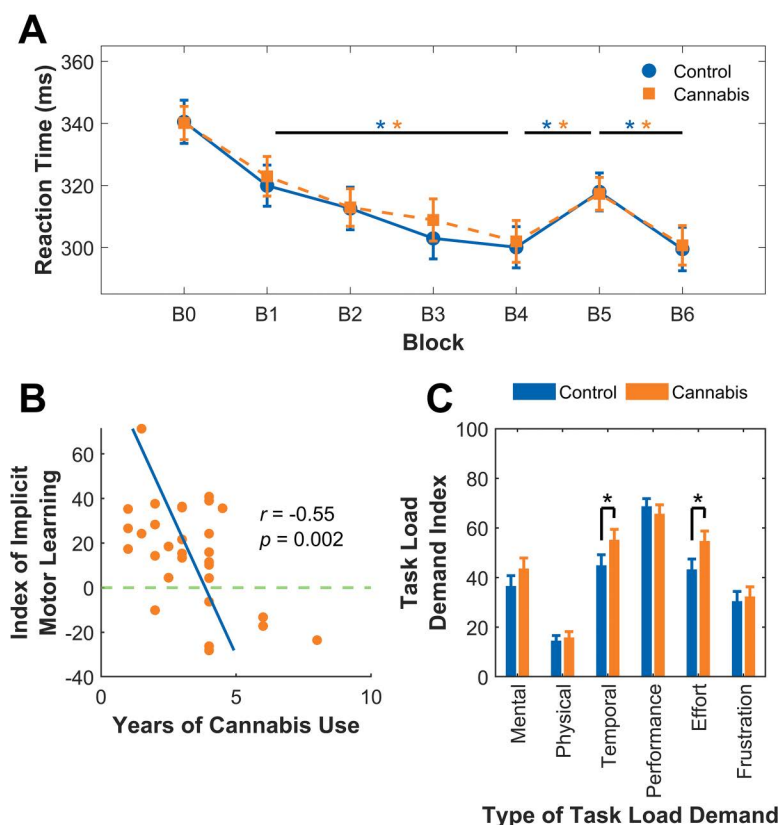 A
Reaction Time (ms)
360
340
320
300
Control
Cannabis
* *
* *
* *
B0 B1 B2 B3 B4 B5 B6
Block
B
Index of Implicit
Motor Learning
60
40
20
0
-20
-40
r = -0.55
p = 0.002
0 5 10
Years of Cannabis Use
C
Control Cannabis
Task Load
Demand Index
100
80
60
40
20
0
*
*
Mental
Physical
Temporal
Performance
Effort
Frustration
Type of Task Load Demand